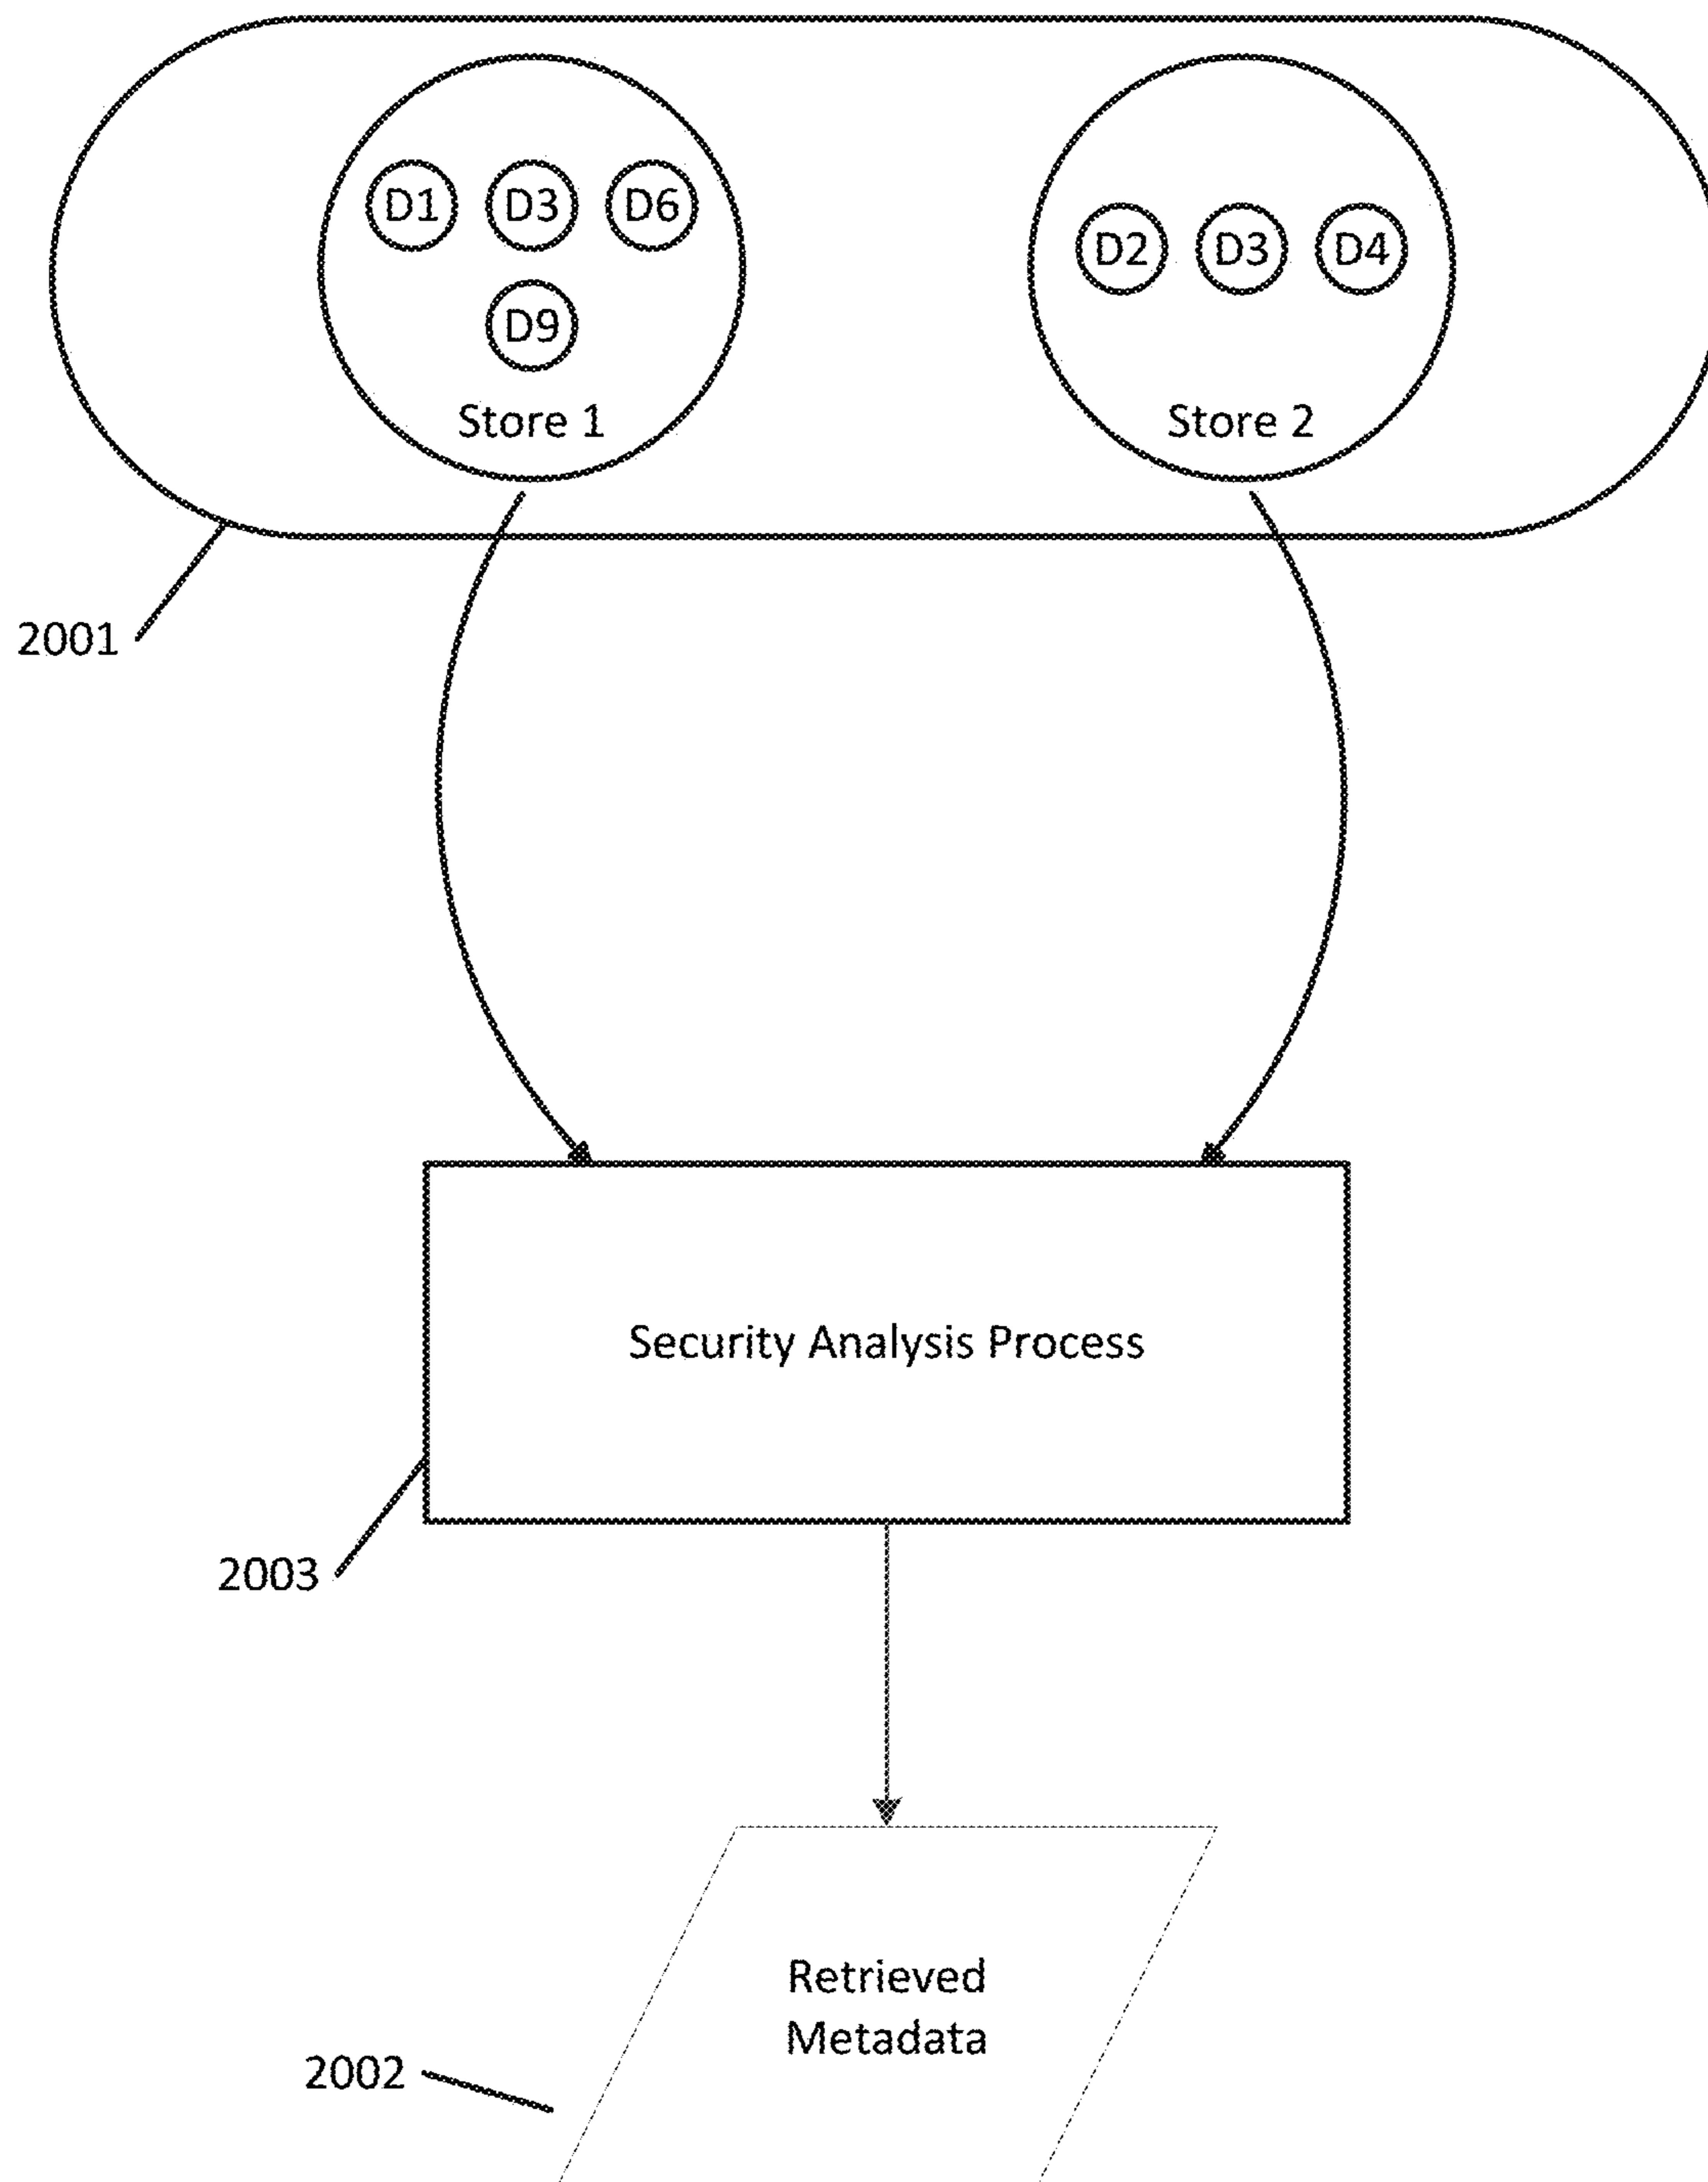 D1 D3 D6
D2 D3 D4
D9
Store 1
Store 2
2001
Security Analysis Process
2003
Retrieved
Metadata
2002